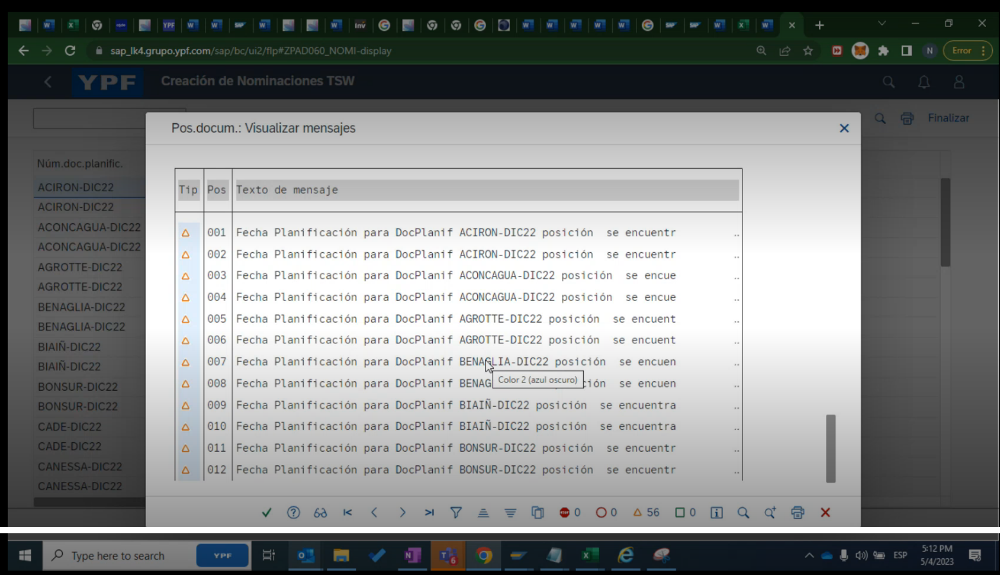 sap_lk4.grupo.ypf.com/sap/bc/ui2/flp#ZPAD060_NOMI-display
N
Error
YPF
Creación de Nominaciones TSW
Finalizar
Pos.docum.: Visualizar mensajes
Núm.doc.planific.
ACIRON-DIC22
ACIRON-DIC22
ACONCAGUA-DIC22
ACONCAGUA-DIC22
AGROTTE-DIC22
AGROTTE-DIC22
BENAGLIA-DIC22
BENAGLIA-DIC22
BIAIÑ-DIC22
BIAIÑ-DIC22
BONSUR-DIC22
BONSUR-DIC22
CADE-DIC22
CADE-DIC22
CANESSA-DIC22
CANESSA-DIC22
Tip Pos Texto de mensaje
001 Fecha Planificación para DocPlanif ACIRON-DIC22 posición se encuentr ..
002 Fecha Planificación para DocPlanif ACIRON-DIC22 posición se encuentr ..
003 Fecha Planificación para DocPlanif ACONCAGUA-DIC22 posición se encue ..
004 Fecha Planificación para DocPlanif ACONCAGUA-DIC22 posición se encue ..
005 Fecha Planificación para DocPlanif AGROTTE-DIC22 posición se encuent ..
006 Fecha Planificación para DocPlanif AGROTTE-DIC22 posición se encuent ..
007 Fecha Planificación para DocPlanif BENAGLIA-DIC22 posición se encuen ..
008 Fecha Planificación para DocPlanif BENAG ción se encuen ..
Color 2 (azul oscuro)
009 Fecha Planificación para DocPlanif BIAIÑ-DIC22 posición se encuentra ..
010 Fecha Planificación para DocPlanif BIAIÑ-DIC22 posición se encuentra ..
011 Fecha Planificación para DocPlanif BONSUR-DIC22 posición se encuentr ..
012 Fecha Planificación para DocPlanif BONSUR-DIC22 posición se encuentr ..
0 0 56 0
Type here to search
YPF
ESP
5:12 PM
5/4/2023